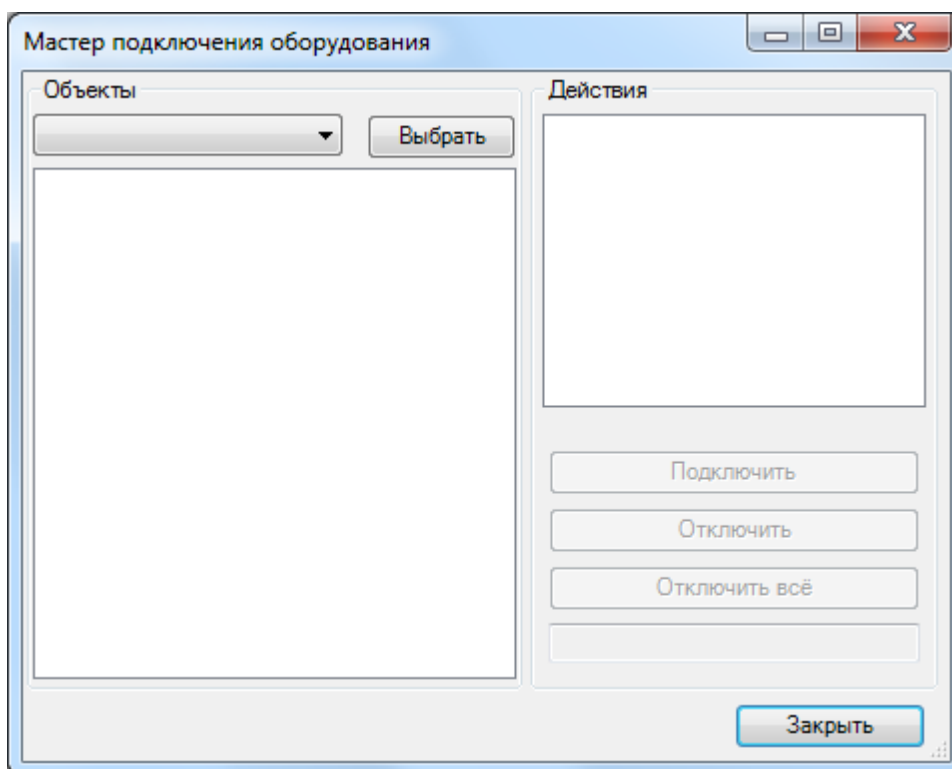 Мастер подключения оборудования
Объекты
Выбрать
Действия
Подключить
Отключить
Отключить всё
Закрыть